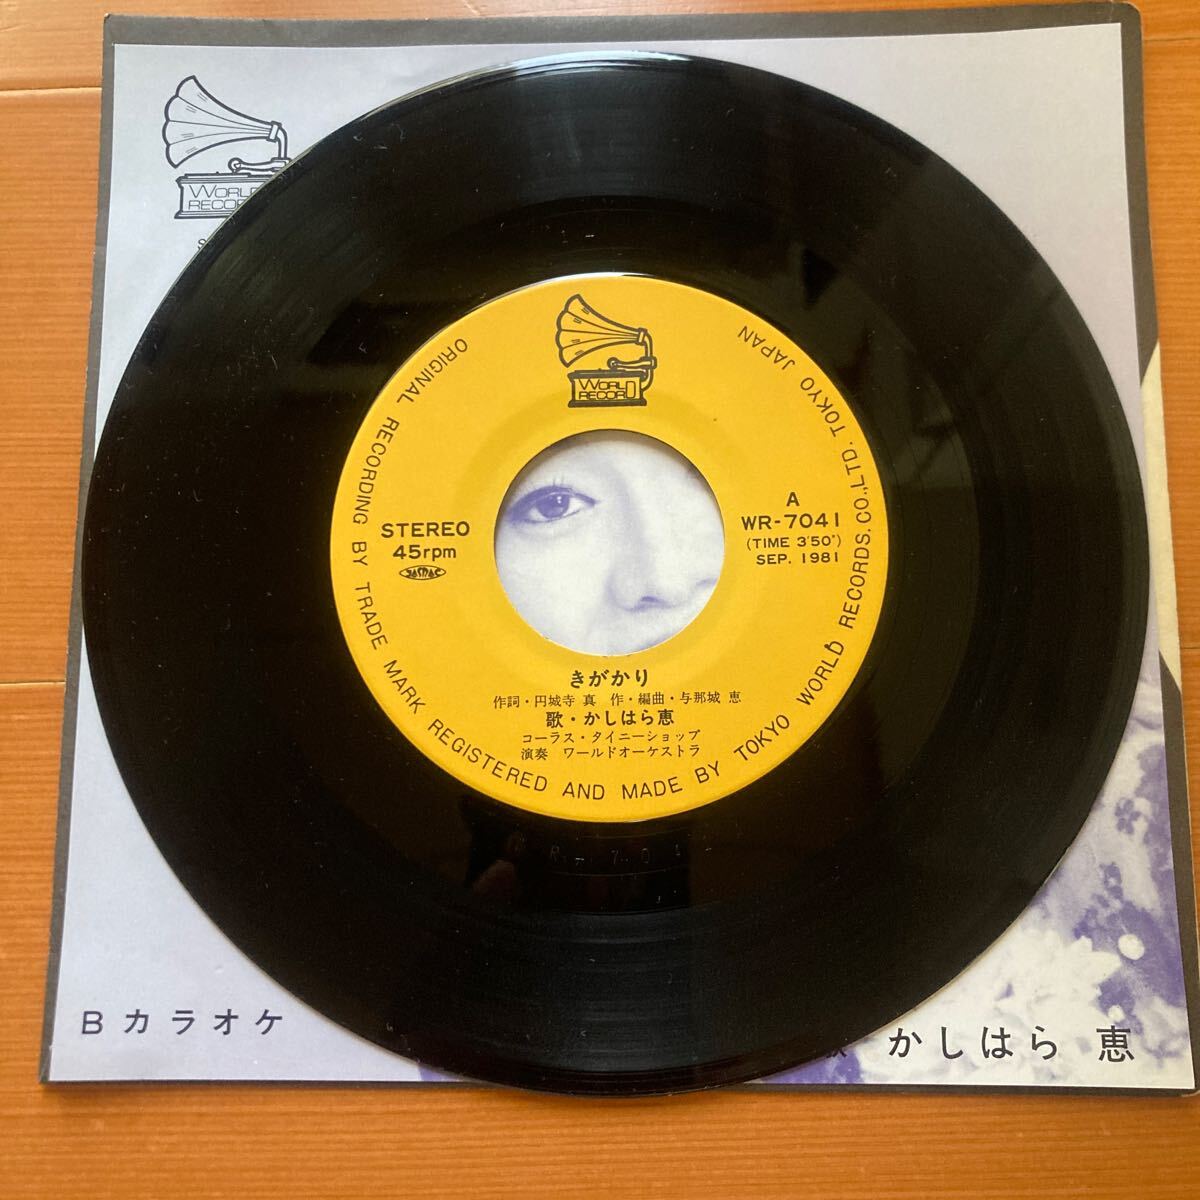 WORLD
RECOR
WORLD
RECORD
ORIGINAL RECORDING BY TRADE MARK REGISTERED AND MADE BY TOKYO WORLD RECORDS. CO.,LTD. TOKYO JAPAN
STEREO
45rpm
JASRAC
A
WR-7041
(TIME 3'50")
SEP. 1981
きがかり
作詞・円城寺 真 作・編曲・与那城 恵
歌・かしはら恵
コーラス・タイニーショップ
演奏 ワールドオーケストラ
B カラオケ
かしはら 恵